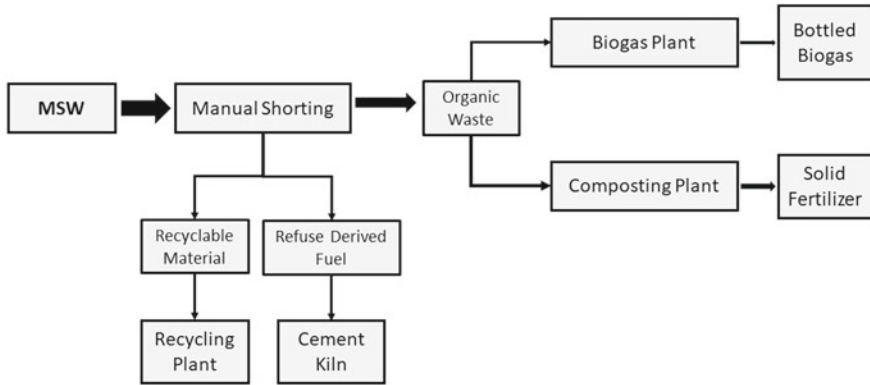 MSW
Manual Shorting
Organic
Waste
Biogas Plant
Bottled
Biogas
Composting Plant
Solid
Fertilizer
Recyclable
Material
Refuse Derived
Fuel
Recycling
Plant
Cement
Kiln